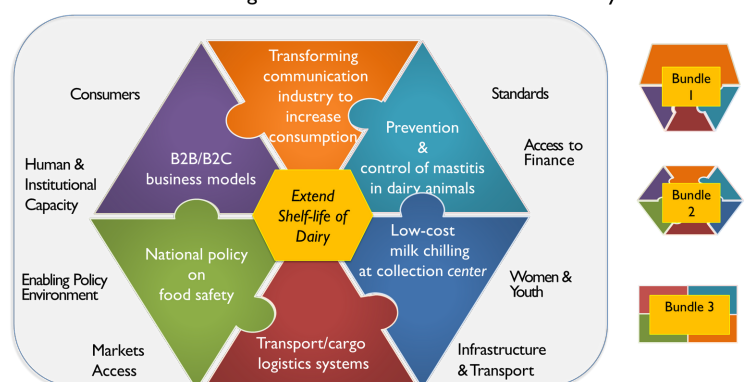 Consumers
Human &
Institutional
Capacity
Enabling Policy
Environment
Markets
Access
Transforming
communication
industry to
increase
consumption
B2B/B2C
business models
Prevention
&
control of mastitis
in dairy animals
Extend
Shelf-life of
Dairy
National policy
on
food safety
Low-cost
milk chilling
at collection center
Transport/cargo
logistics systems
Standards
Access to
Finance
Women &
Youth
Infrastructure
& Transport
Bundle
1
Bundle
2
Bundle 3